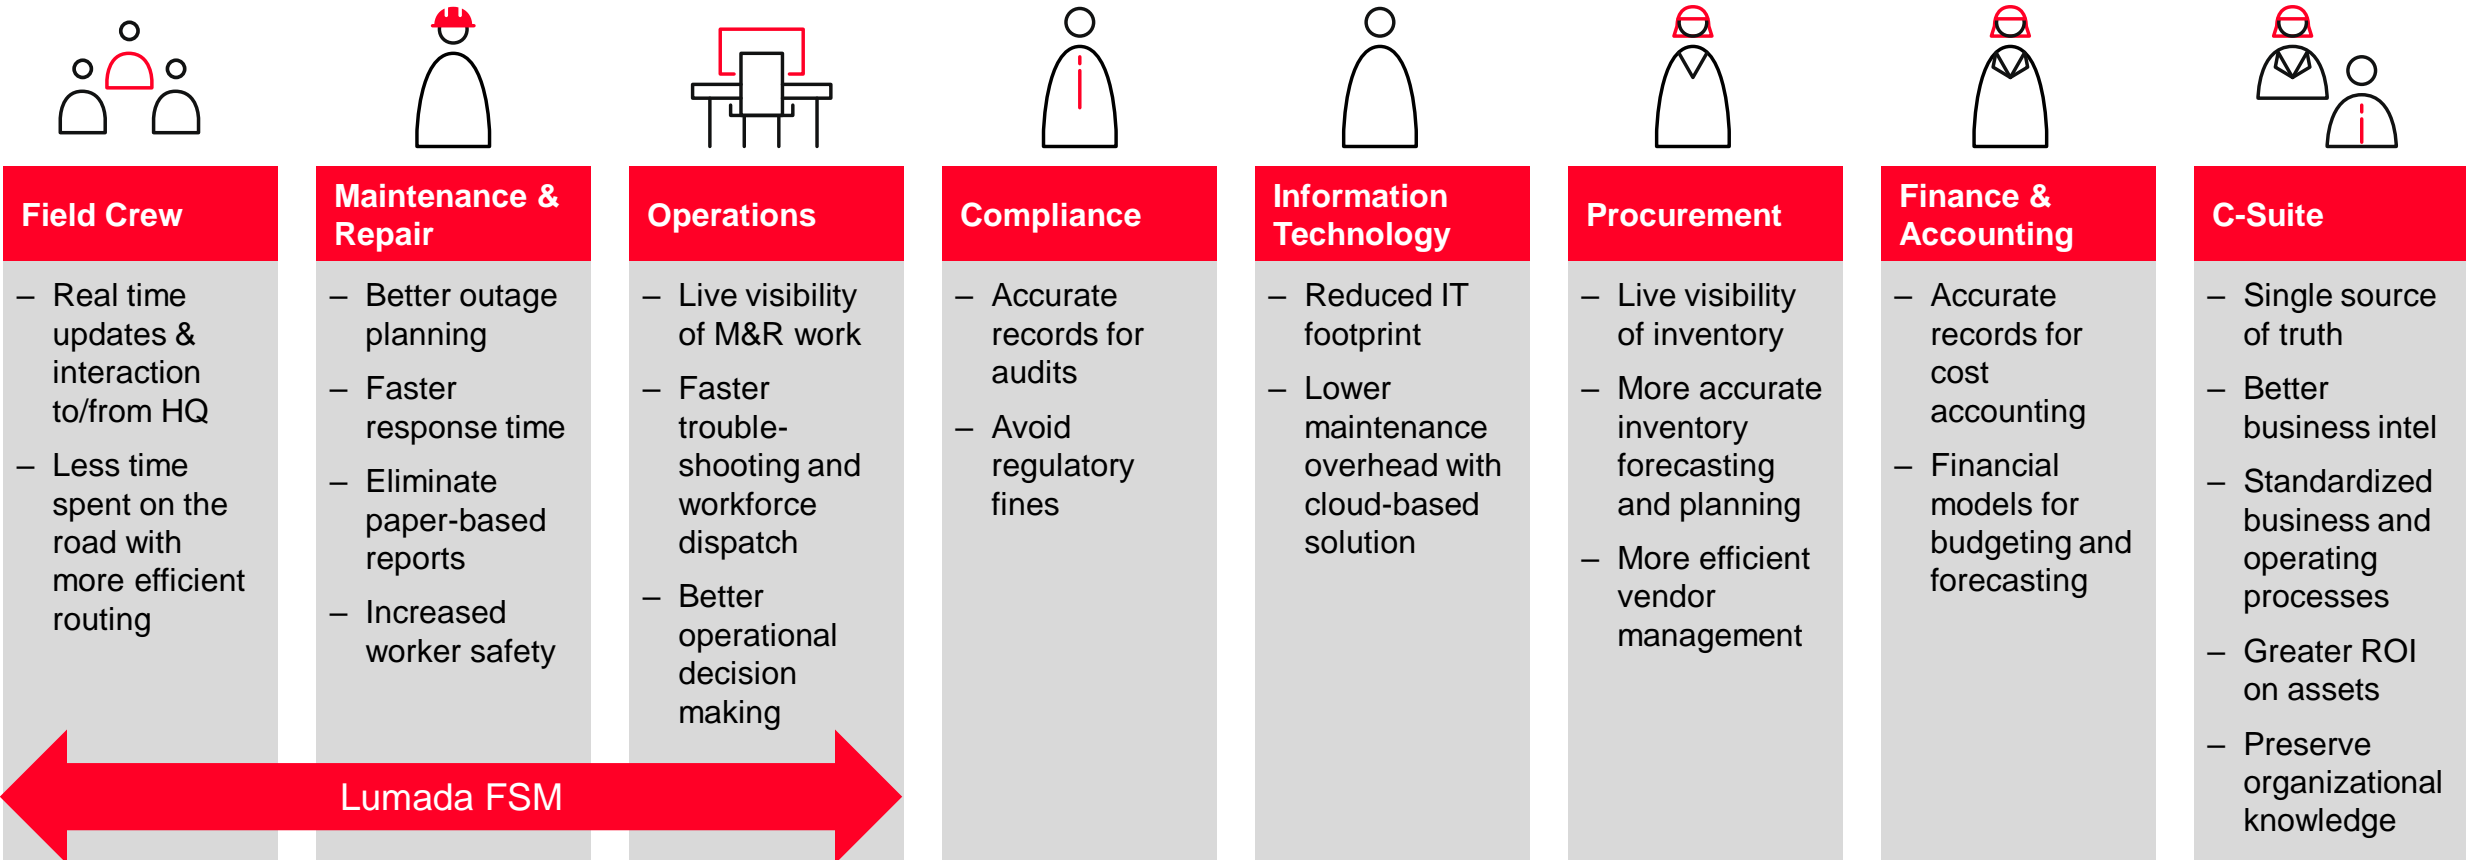 Field Crew
– Real time
updates &
interaction
to/from HQ
– Less time
spent on the
road with
more efficient
routing
Maintenance &
Repair
– Better outage
planning
– Faster
response time
– Eliminate
paper-based
reports
– Increased
worker safety
Operations
– Live visibility
of M&R work
– Faster
trouble-
shooting and
workforce
dispatch
– Better
operational
decision
making
Lumada FSM
Compliance
– Accurate
records for
audits
– Avoid
regulatory
fines
Information
Technology
– Reduced IT
footprint
– Lower
maintenance
overhead with
cloud-based
solution
Procurement
– Live visibility
of inventory
– More accurate
inventory
forecasting
and planning
– More efficient
vendor
management
Finance &
Accounting
– Accurate
records for
cost
accounting
– Financial
models for
budgeting and
forecasting
C-Suite
– Single source
of truth
– Better
business intel
– Standardized
business and
operating
processes
– Greater ROI
on assets
– Preserve
organizational
knowledge